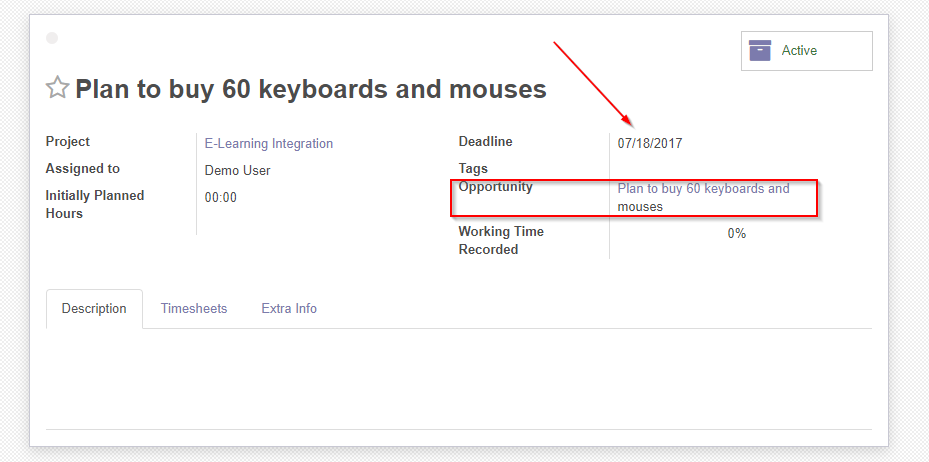 Active
Plan to buy 60 keyboards and mouses
Project
E-Learning Integration
Assigned to
Demo User
Initially Planned
Hours
00:00
Deadline
07/18/2017
Tags
Opportunity
Plan to buy 60 keyboards and
mouses
Working Time
Recorded
0%
Description
Timesheets
Extra Info